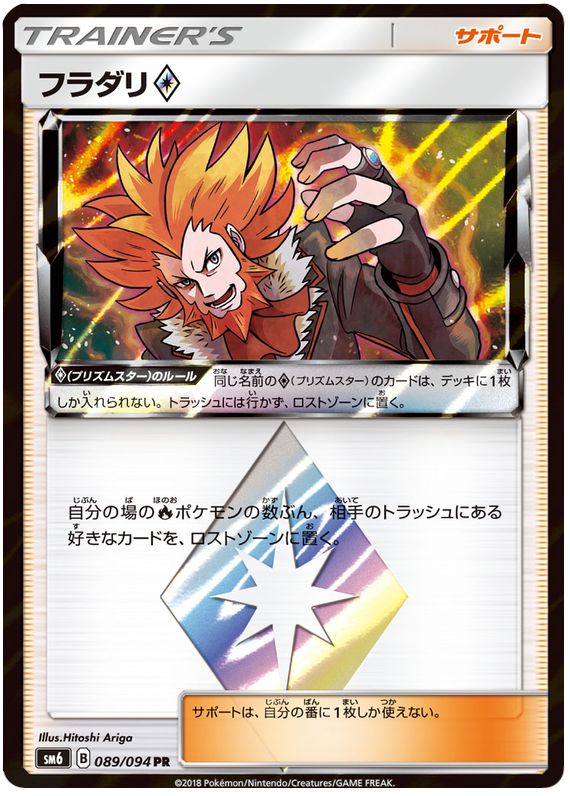 TRAINER'S
サポート
フラダリ◇
◇(プリズムスター)のルール
同じ名前の◇(プリズムスター)のカードは、デッキに1枚
しか入れられない。トラッシュには行かず、ロストゾーンに置く。
自分の場の🔥ポケモンの数ぶん、相手のトラッシュにある
好きなカードを、ロストゾーンに置く。
サポートは、自分の番に1枚しか使えない。
Illus.Hitoshi Ariga
SM6 B 089/094 PR
©2018 Pokémon/Nintendo/Creatures/GAME FREAK.